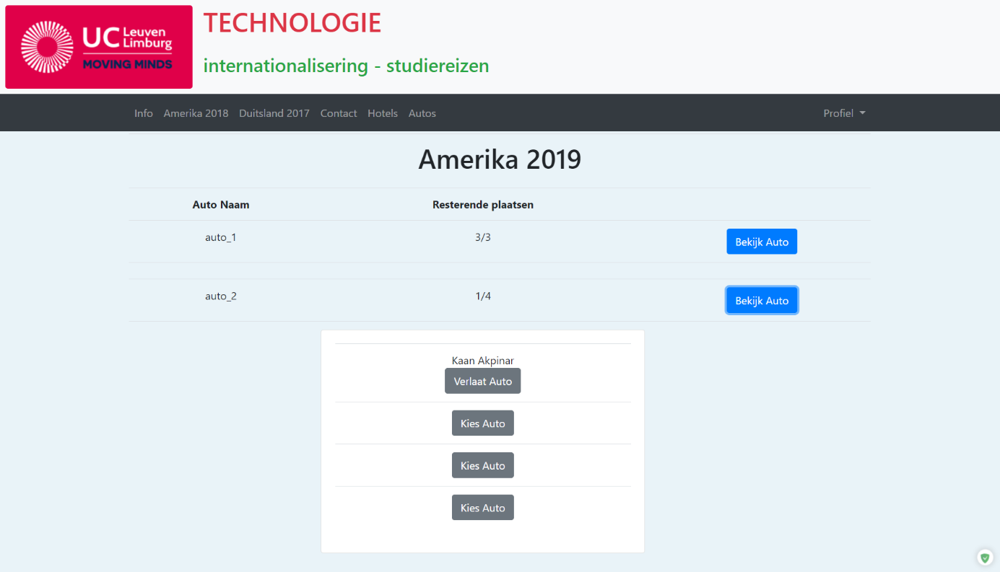 UC Leuven Limburg
MOVING MINDS
TECHNOLOGIE
internationalisering - studiereizen
Info Amerika 2018 Duitsland 2017 Contact Hotels Autos Profiel
Amerika 2019
Auto Naam Resterende plaatsen
auto_1 3/3 Bekijk Auto
auto_2 1/4 Bekijk Auto
Kaan Akpinar
Verlaat Auto
Kies Auto
Kies Auto
Kies Auto